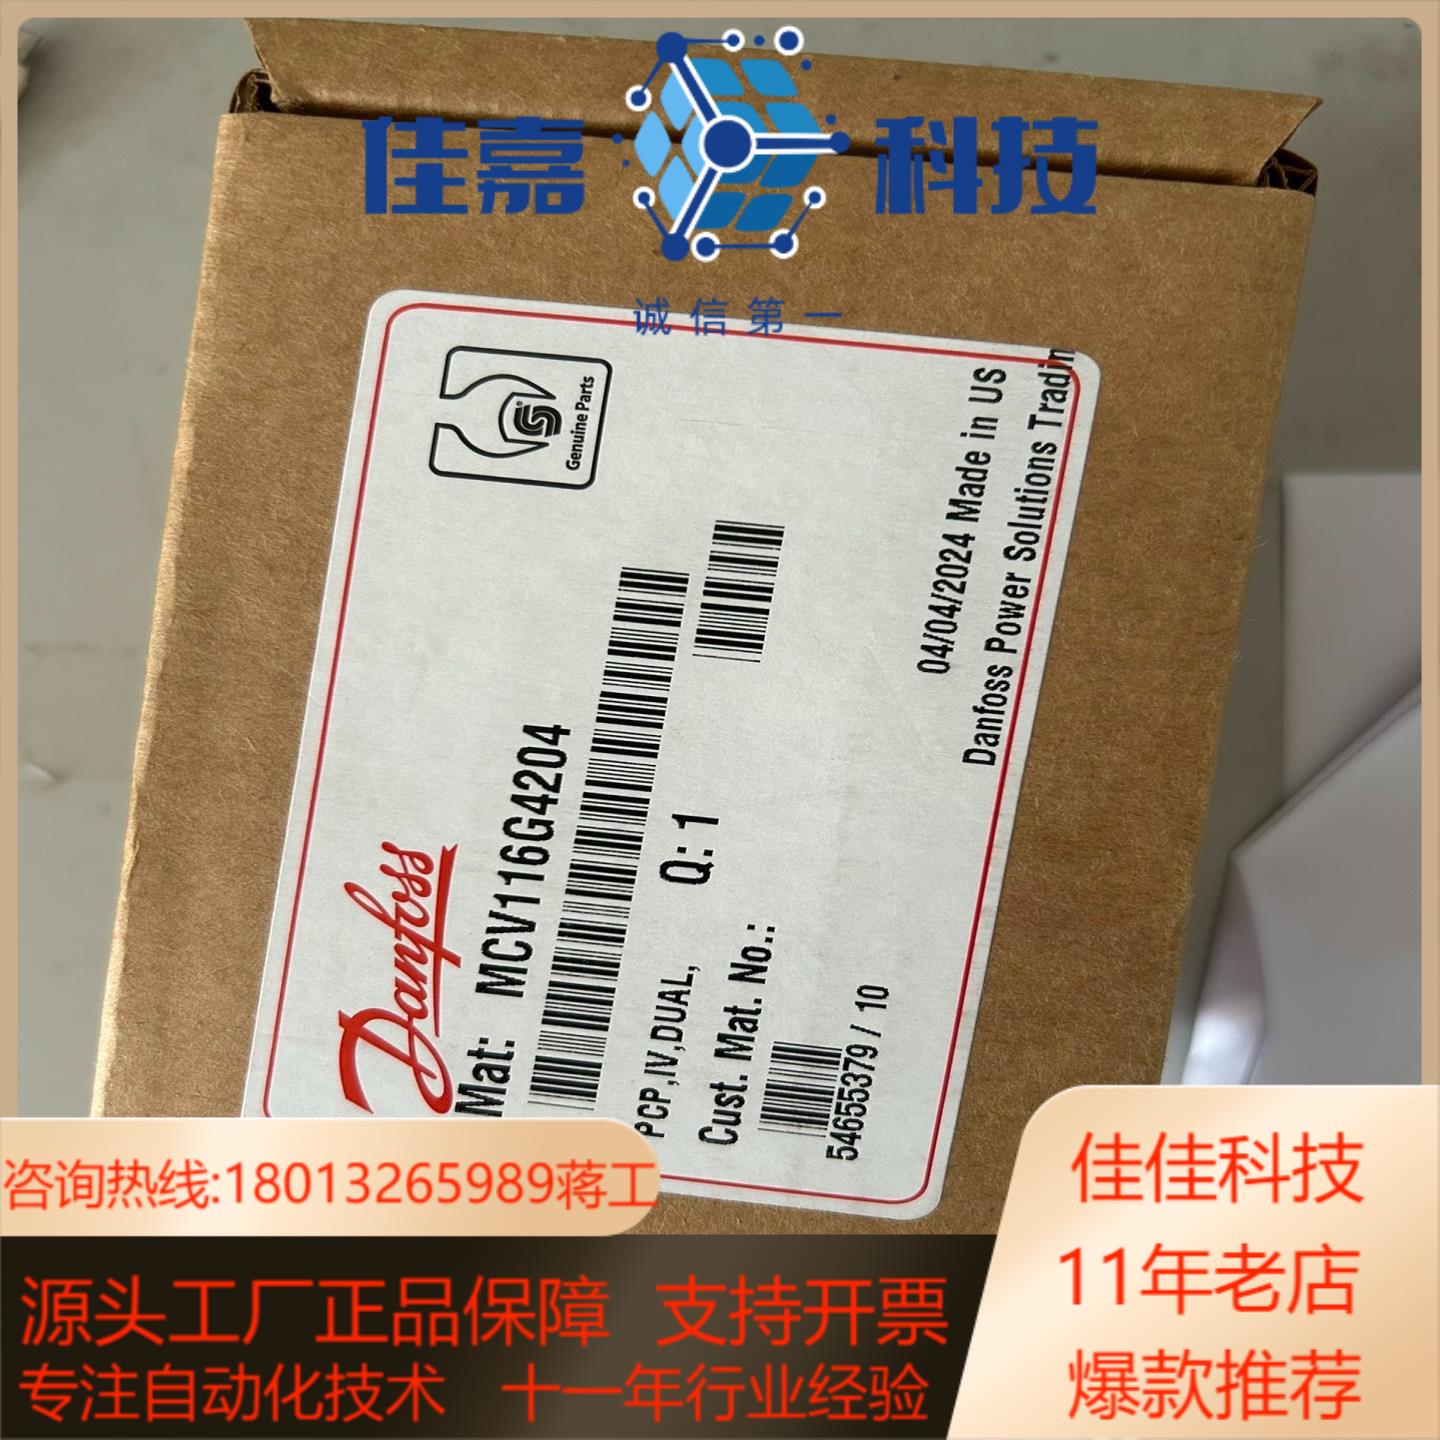 佳嘉 科技
诚信第一
Genuine Parts
Danfoss
Mat: MCV116G4204
PCP,IV,DUAL,
Q: 1
Cust. Mat. No.:
54655379 / 10
04/04/2024 Made in US
Danfoss Power Solutions Tradin
咨询热线:18013265989蒋工
源头工厂正品保障 支持开票
专注自动化技术 十一年行业经验
佳佳科技
11年老店
爆款推荐